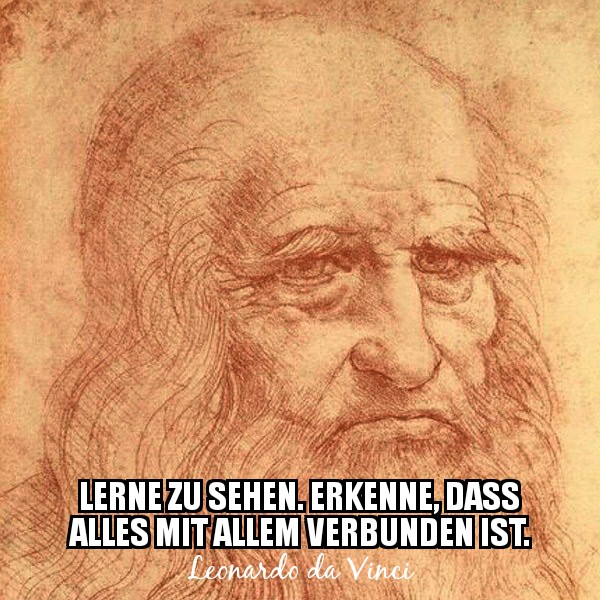 LERNE ZU SEHEN. ERKENNE, DASS
ALLES MIT ALLEM VERBUNDEN IST.
Leonardo da Vinci